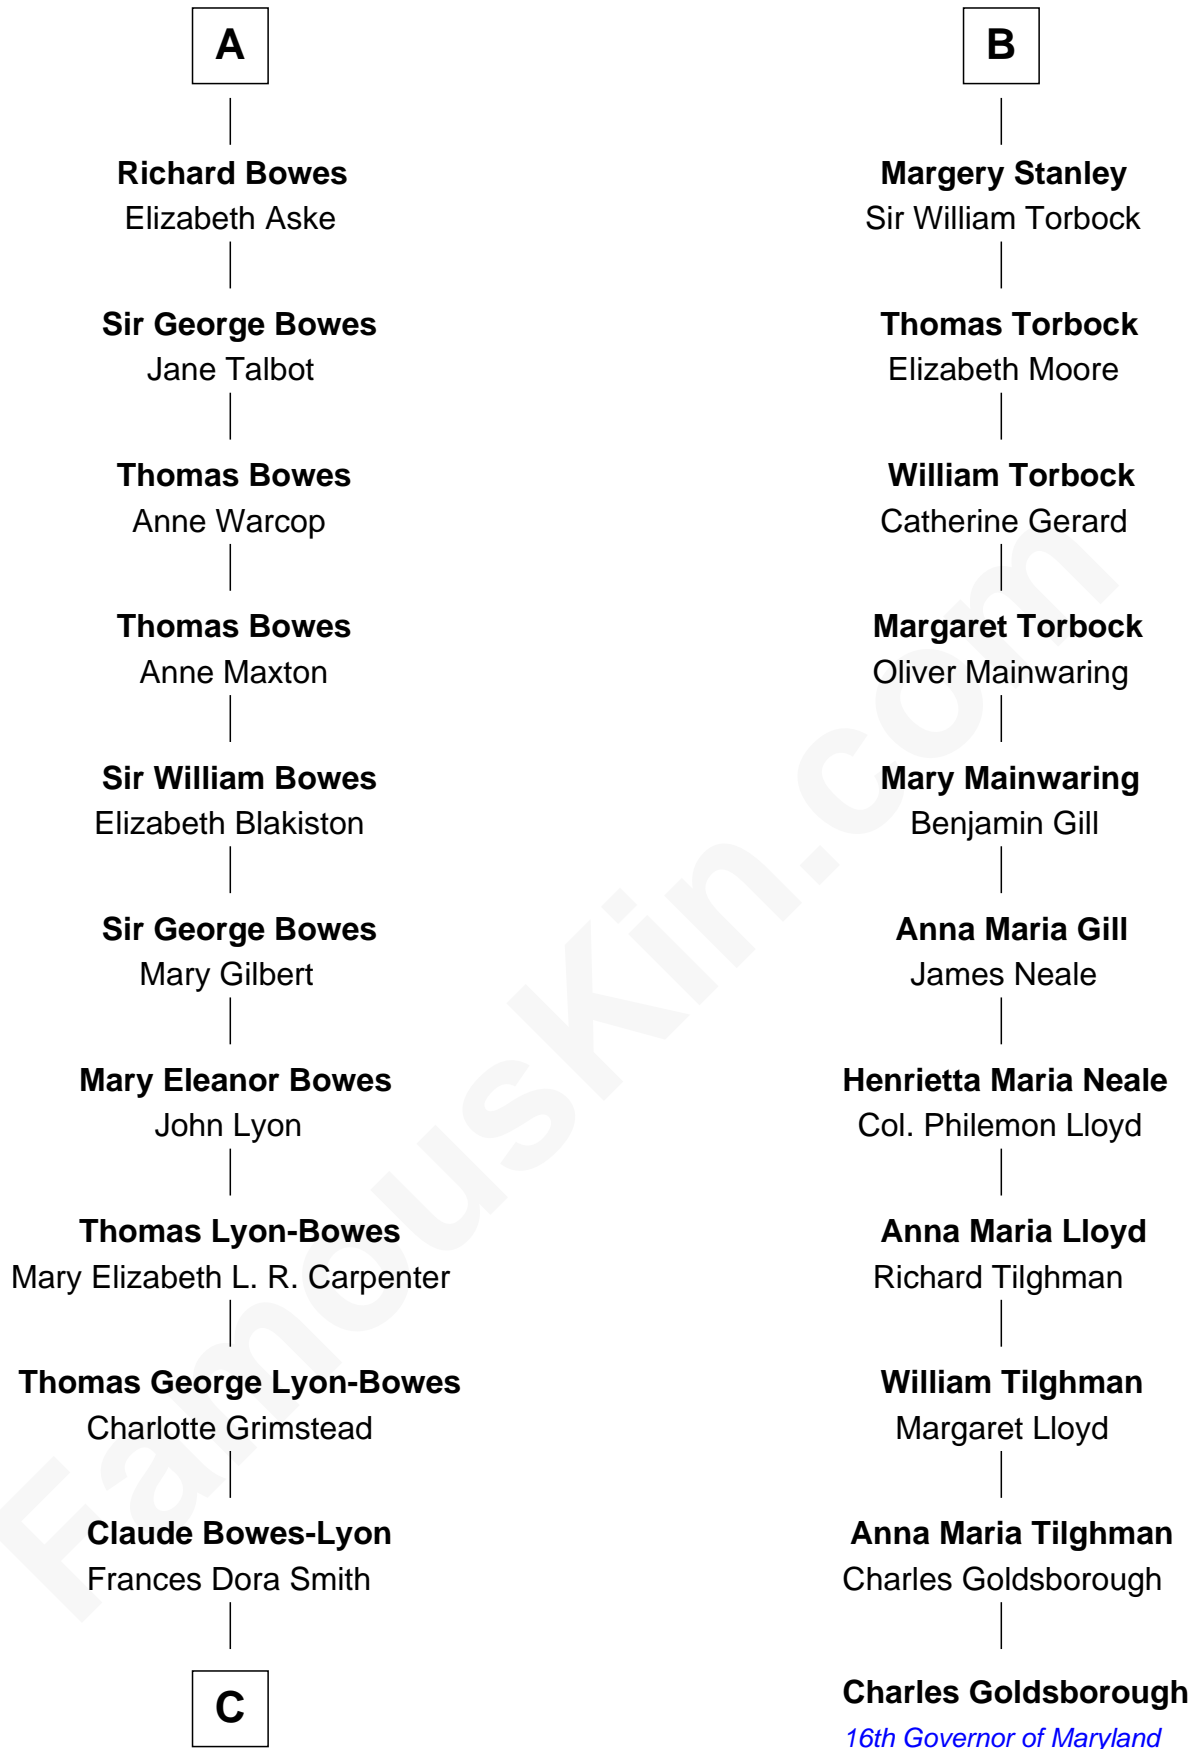 A
Richard Bowes
Elizabeth Aske
Sir George Bowes
Jane Talbot
Thomas Bowes
Anne Warcop
Thomas Bowes
Anne Maxton
Sir William Bowes
Elizabeth Blakiston
Sir George Bowes
Mary Gilbert
Mary Eleanor Bowes
John Lyon
Thomas Lyon-Bowes
Mary Elizabeth L. R. Carpenter
Thomas George Lyon-Bowes
Charlotte Grimstead
Claude Bowes-Lyon
Frances Dora Smith
C
B
Margery Stanley
Sir William Torbock
Thomas Torbock
Elizabeth Moore
William Torbock
Catherine Gerard
Margaret Torbock
Oliver Mainwaring
Mary Mainwaring
Benjamin Gill
Anna Maria Gill
James Neale
Henrietta Maria Neale
Col. Philemon Lloyd
Anna Maria Lloyd
Richard Tilghman
William Tilghman
Margaret Lloyd
Anna Maria Tilghman
Charles Goldsborough
Charles Goldsborough
16th Governor of Maryland
FamousKin.com